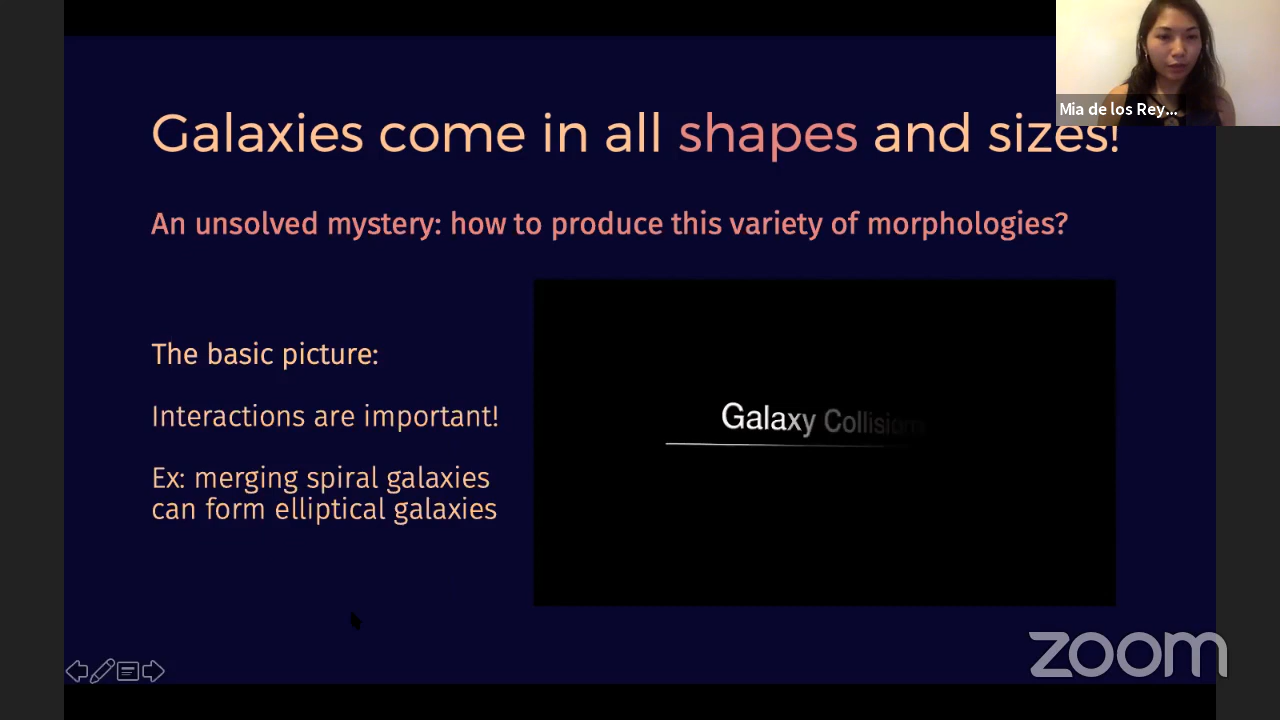 Mia de los Rey...
Galaxies come in all shapes and sizes!
An unsolved mystery: how to produce this variety of morphologies?
The basic picture:
Interactions are important!
Ex: merging spiral galaxies
can form elliptical galaxies
Galaxy Collisions
zoom